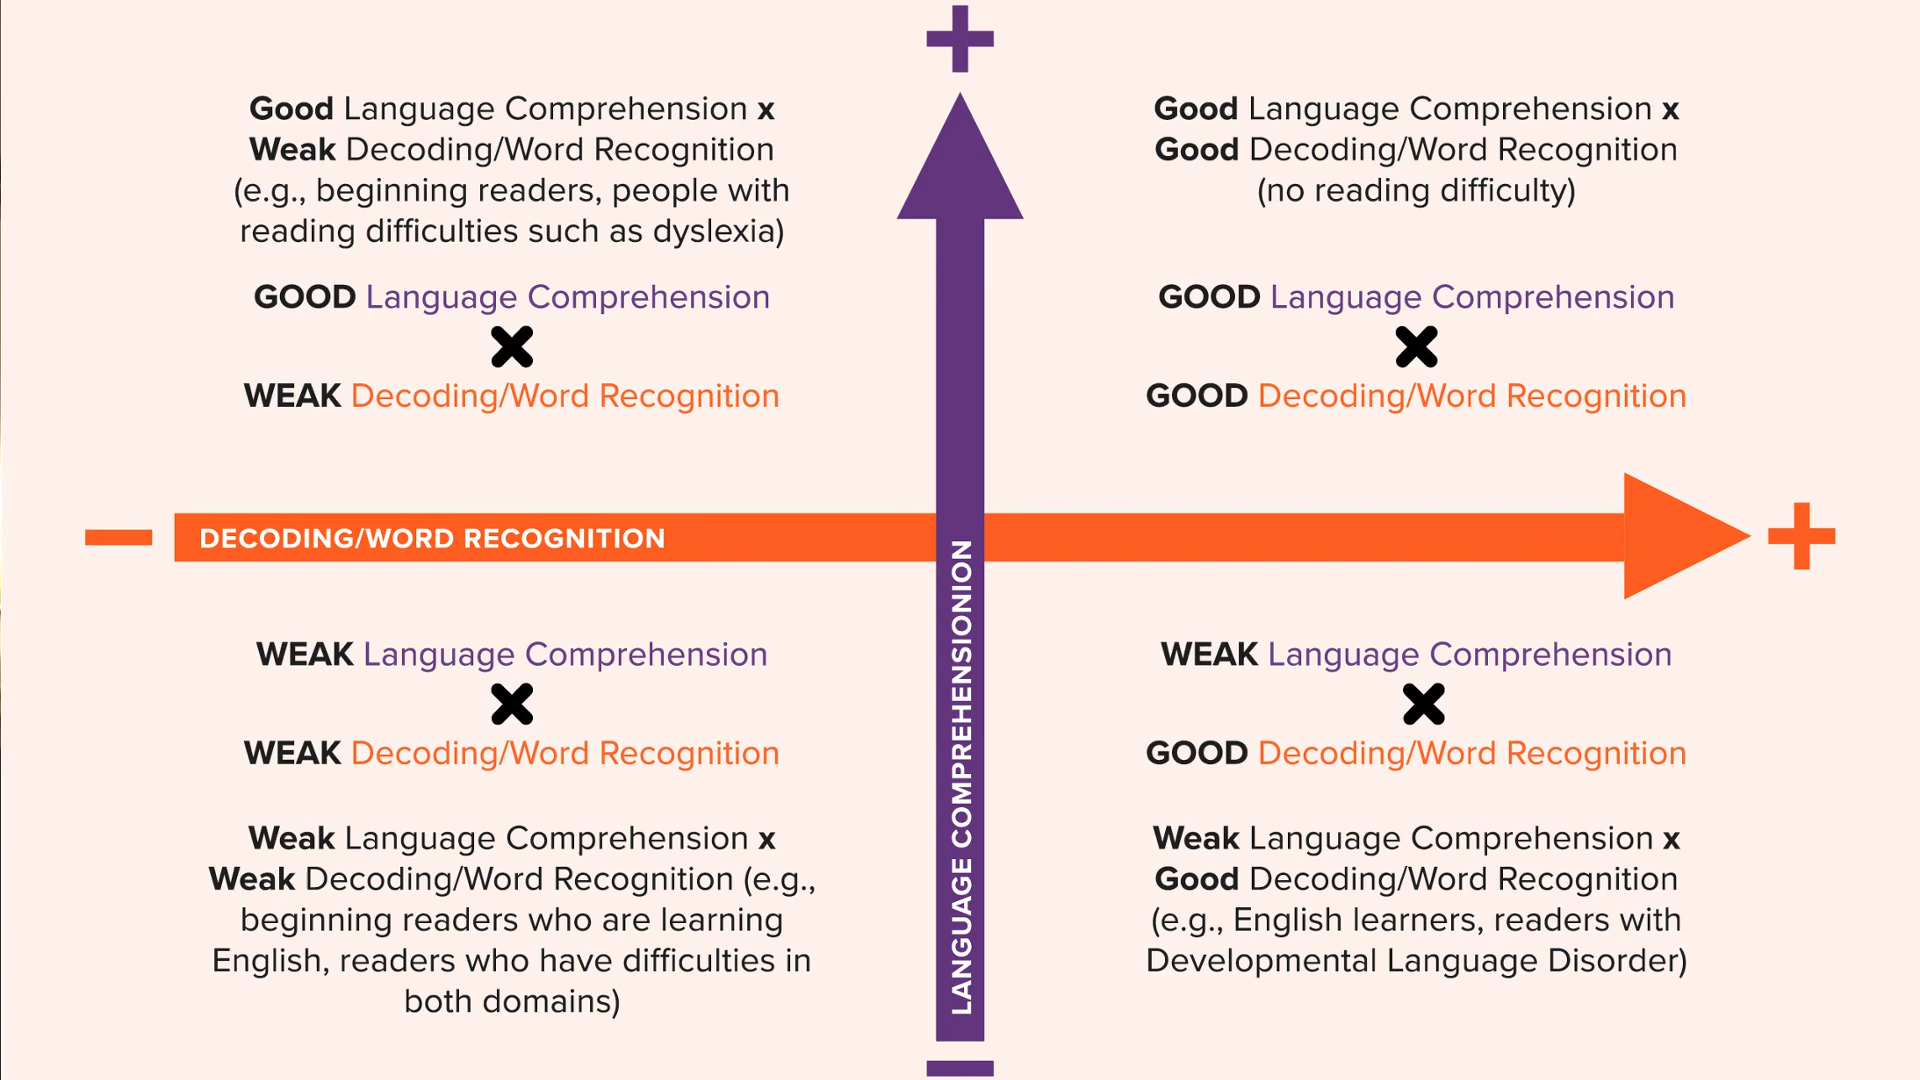 Good Language Comprehension x
Weak Decoding/Word Recognition
(e.g., beginning readers, people with
reading difficulties such as dyslexia)
GOOD Language Comprehension
WEAK Decoding/Word Recognition
Good Language Comprehension x
Good Decoding/Word Recognition
(no reading difficulty)
GOOD Language Comprehension
GOOD Decoding/Word Recognition
DECODING/WORD RECOGNITION
LANGUAGE COMPREHENSIONION
WEAK Language Comprehension
WEAK Decoding/Word Recognition
Weak Language Comprehension x
Weak Decoding/Word Recognition (e.g.,
beginning readers who are learning
English, readers who have difficulties in
both domains)
WEAK Language Comprehension
GOOD Decoding/Word Recognition
Weak Language Comprehension x
Good Decoding/Word Recognition
(e.g., English learners, readers with
Developmental Language Disorder)